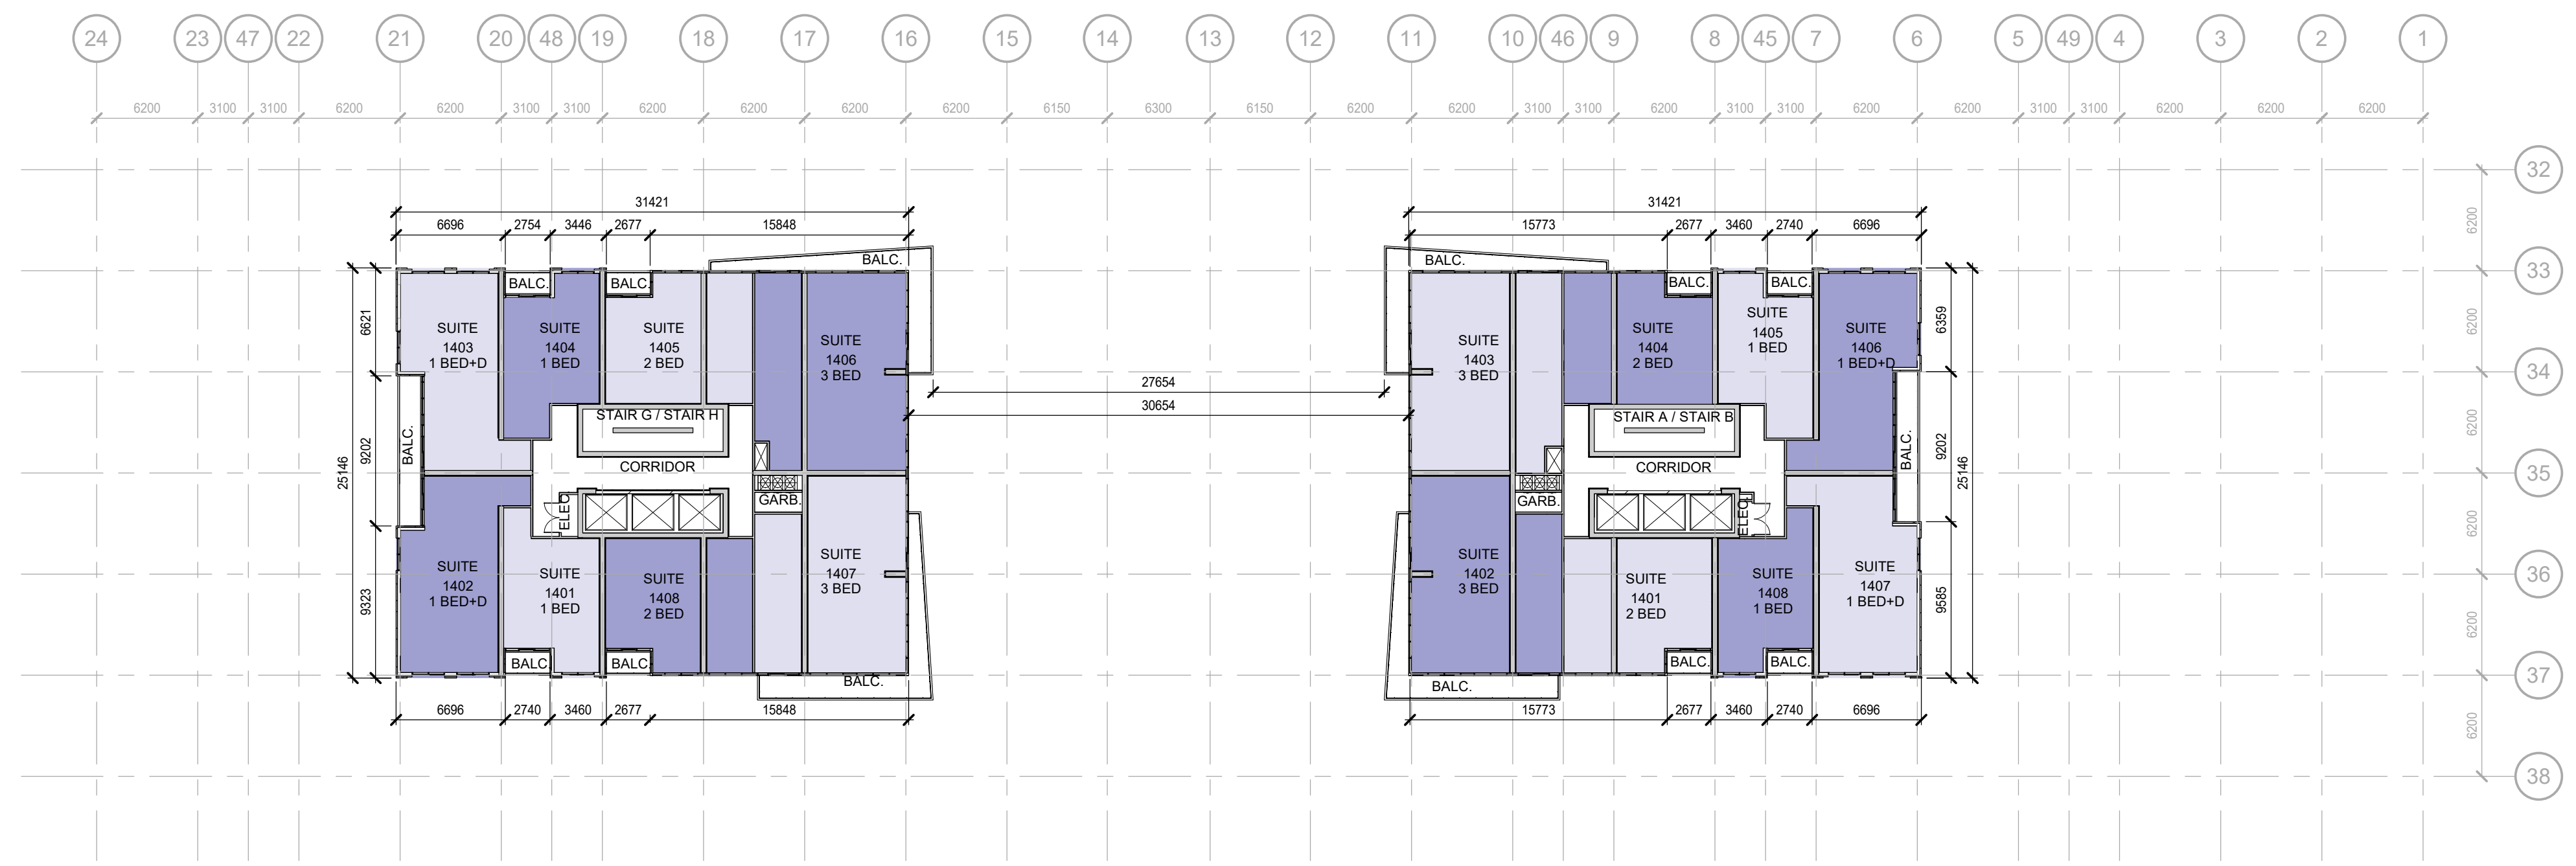 24 23 47 22 21 20 48 19 18 17 16 15 14 13 12 11 10 46 9 8 45 7 6 5 49 4 3 2 1
6200 3100 3100 6200 6200 3100 3100 6200 6200 6200 6200 6150 6300 6150 6200 6200 3100 3100 6200 3100 3100 6200 6200 3100 3100 6200 6200 6200
32
33
34
35
36
37
38
6200
6200
6200
6200
6200
6200
31421
6696 2754 3446 2677 15848
BALC.
BALC.
BALC.
SUITE
1403
1 BED+D
SUITE
1404
1 BED
SUITE
1405
2 BED
SUITE
1406
3 BED
6621
9202
9323
25146
BALC.
STAIR G / STAIR H
CORRIDOR
ELEC.
GARB.
SUITE
1402
1 BED+D
SUITE
1401
1 BED
SUITE
1408
2 BED
SUITE
1407
3 BED
BALC.
BALC.
BALC.
6696 2740 3460 2677 15848
27654
30654
31421
15773 2677 3460 2740 6696
BALC.
BALC.
BALC.
SUITE
1403
3 BED
SUITE
1404
2 BED
SUITE
1405
1 BED
SUITE
1406
1 BED+D
6359
9202
9585
25146
BALC.
STAIR A / STAIR B
CORRIDOR
GARB.
ELEC.
SUITE
1402
3 BED
SUITE
1401
2 BED
SUITE
1408
1 BED
SUITE
1407
1 BED+D
BALC.
BALC.
BALC.
15773 2677 3460 2740 6696